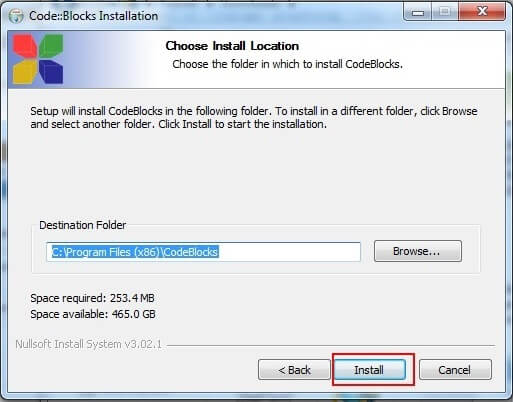 Code::Blocks Installation
Choose Install Location
Choose the folder in which to install CodeBlocks.
Setup will install CodeBlocks in the following folder. To install in a different folder, click Browse
and select another folder. Click Install to start the installation.
Destination Folder
C:\Program Files (x86)\CodeBlocks
Browse...
Space required: 253.4 MB
Space available: 465.0 GB
Nullsoft Install System v3.02.1
< Back
Install
Cancel